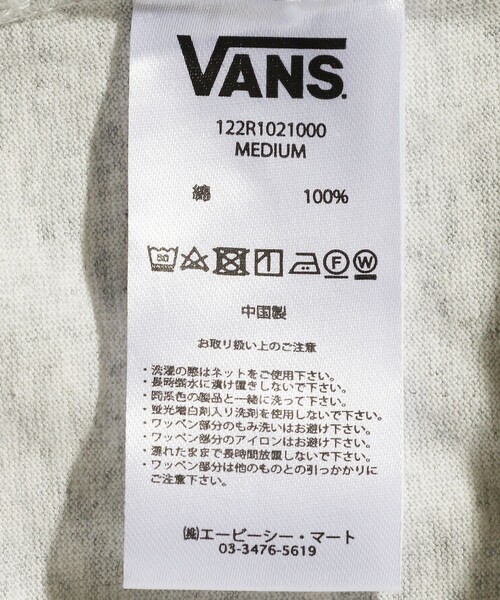 VANS.
122R1021000
MEDIUM
綿 100%
F W
中国製
お取り扱い上のご注意
・洗濯の際はネットをご使用下さい。
・長時間水に漬け置きしないで下さい。
・同系色の製品と一緒に洗って下さい。
・蛍光増白剤入り洗剤を使用しないで下さい。
・ワッペン部分のもみ洗いはお避け下さい。
・ワッペン部分のアイロンはお避け下さい。
・濡れたままで長時間放置しないで下さい。
・ワッペン部分は他のものとの引っかかりに
ご注意下さい。
㈱エービーシー・マート
03-3476-5619